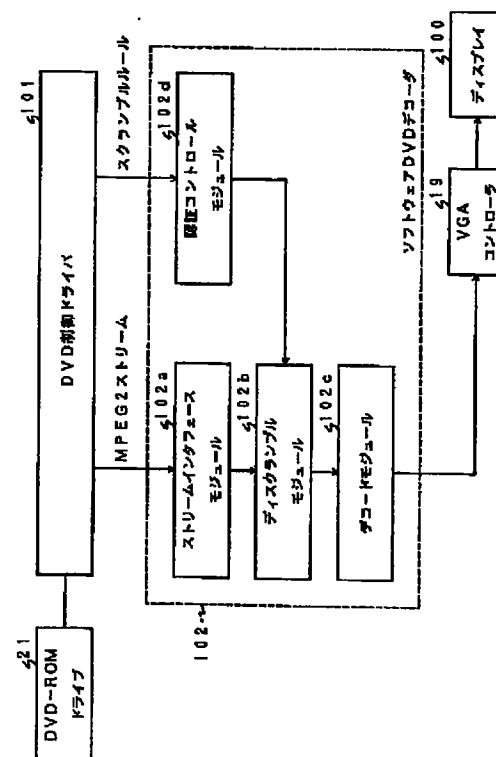 DVD-ROM
ドライブ
21
DVD制御ドライバ
101
MPEG2ストリーム
スクランブルルール
102
ストリームインタフェース
モジュール
102a
認証コントロール
モジュール
102d
ディスクランブル
モジュール
102b
デコードモジュール
102c
ソフトウェアDVDデコーダ
VGA
コントローラ
19
ディスプレイ
100